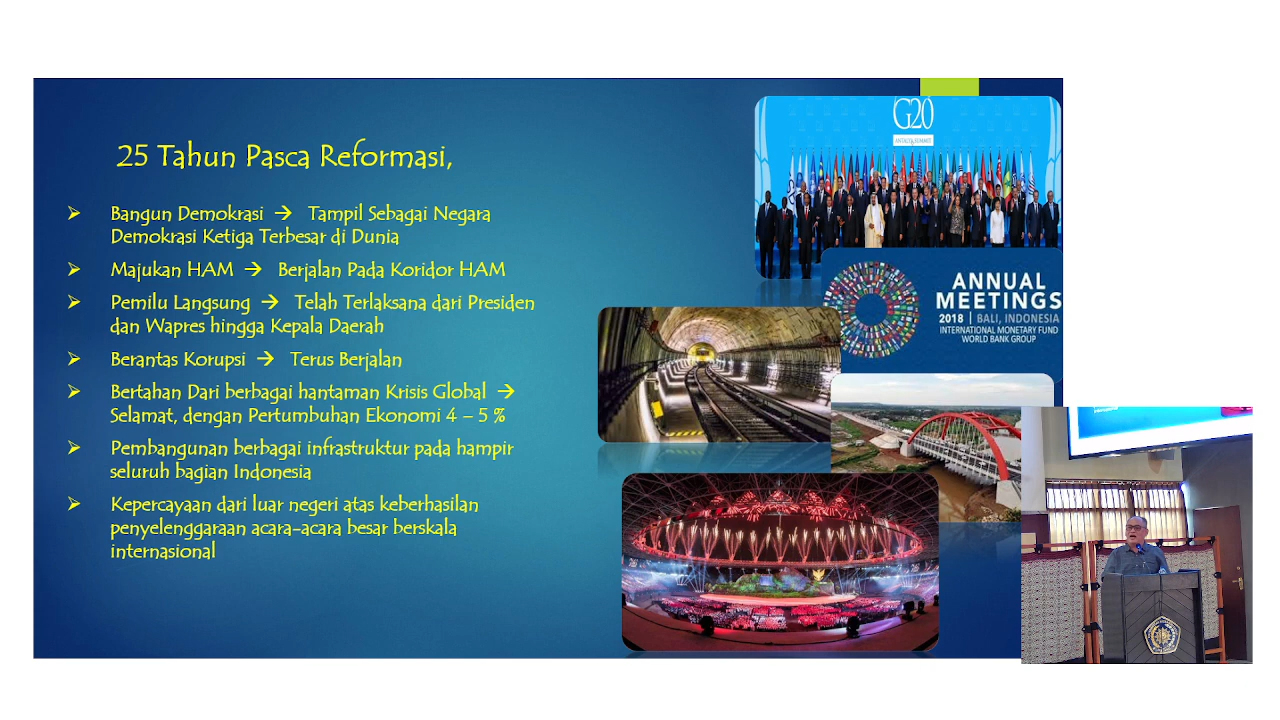 25 Tahun Pasca Reformasi,
➢ Bangun Demokrasi → Tampil Sebagai Negara
Demokrasi Ketiga Terbesar di Dunia
➢ Majukan HAM → Berjalan Pada Koridor HAM
➢ Pemilu Langsung → Telah Terlaksana dari Presiden
dan Wapres hingga Kepala Daerah
➢ Berantas Korupsi → Terus Berjalan
➢ Bertahan Dari berbagai hantaman Krisis Global →
Selamat, dengan Pertumbuhan Ekonomi 4 – 5 %
➢ Pembangunan berbagai infrastruktur pada hampir
seluruh bagian Indonesia
➢ Kepercayaan dari luar negeri atas keberhasilan
penyelenggaraan acara-acara besar berskala
internasional
G20
ANNUAL
MEETINGS
2018 | BALI, INDONESIA
INTERNATIONAL MONETARY FUND
WORLD BANK GROUP